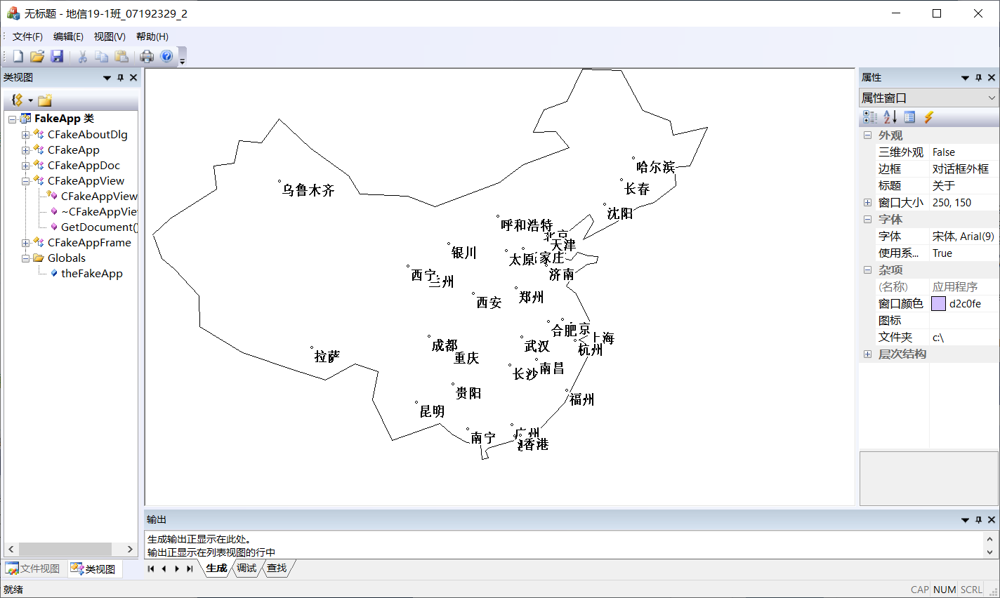 无标题 - 地信19-1班_07192329_2
文件(F) 编辑(E) 视图(V) 帮助(H)
类视图
FakeApp 类
CFakeAboutDlg
CFakeApp
CFakeAppDoc
CFakeAppView
CFakeAppView
~CFakeAppVie
GetDocument()
CFakeAppFrame
Globals
theFakeApp
文件视图 类视图
哈尔滨
长春
乌鲁木齐
沈阳
呼和浩特
北京
天津
银川
太原
家庄
济南
西宁
兰州
西安
郑州
合肥
京
上海
成都
武汉
杭州
拉萨
重庆
长沙
南昌
贵阳
福州
昆明
南宁
广州
香港
属性
属性窗口
外观
三维外观 False
边框 对话框外框
标题 关于
窗口大小 250, 150
字体
字体 宋体, Arial(9)
使用系... True
杂项
(名称) 应用程序
窗口颜色 d2c0fe
图标
文件夹 c:\
层次结构
输出
生成输出正显示在此处。
输出正显示在列表视图的行中
生成 调试 查找
就绪
CAP NUM SCRL